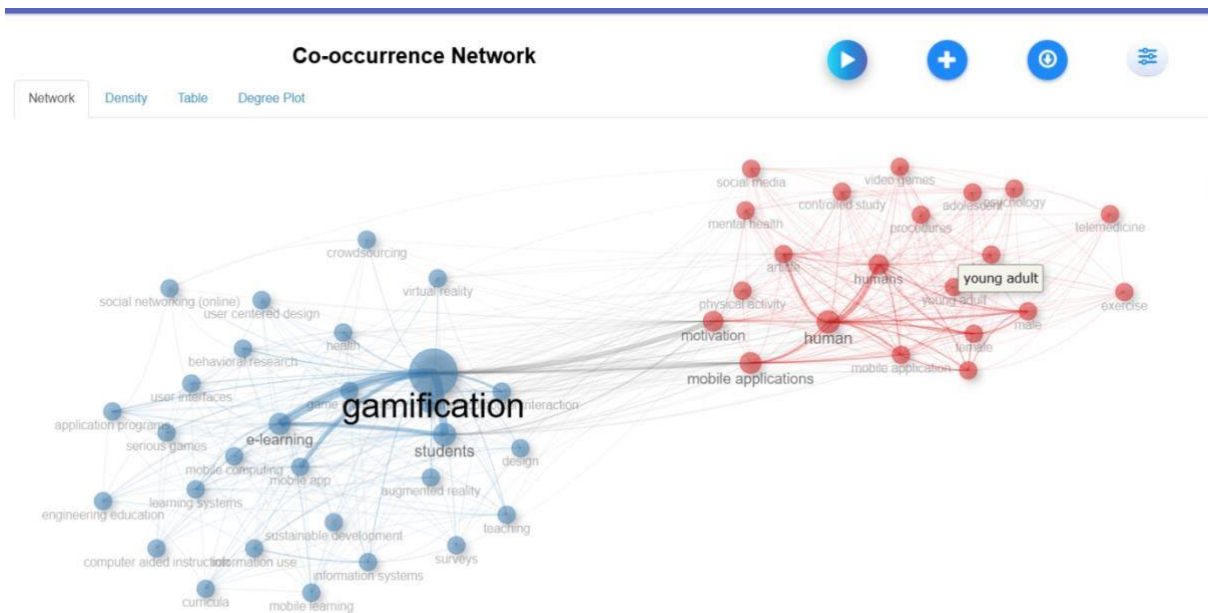 Co-occurrence Network
Network Density Table Degree Plot
social media
video games
controlled study
adolescent
psychology
mental health
procedures
telemedicine
crowdsourcing
article
humans
young adult
virtual reality
social networking (online)
user centered design
physical activity
young adult
exercise
health
motivation
human
male
behavioral research
female
mobile application
mobile applications
user interfaces
game
gamification
interaction
application programs
serious games
e-learning
students
mobile computing
mobile app
design
augmented reality
learning systems
engineering education
teaching
sustainable development
computer aided instruction
information use
surveys
information systems
curricula
mobile learning